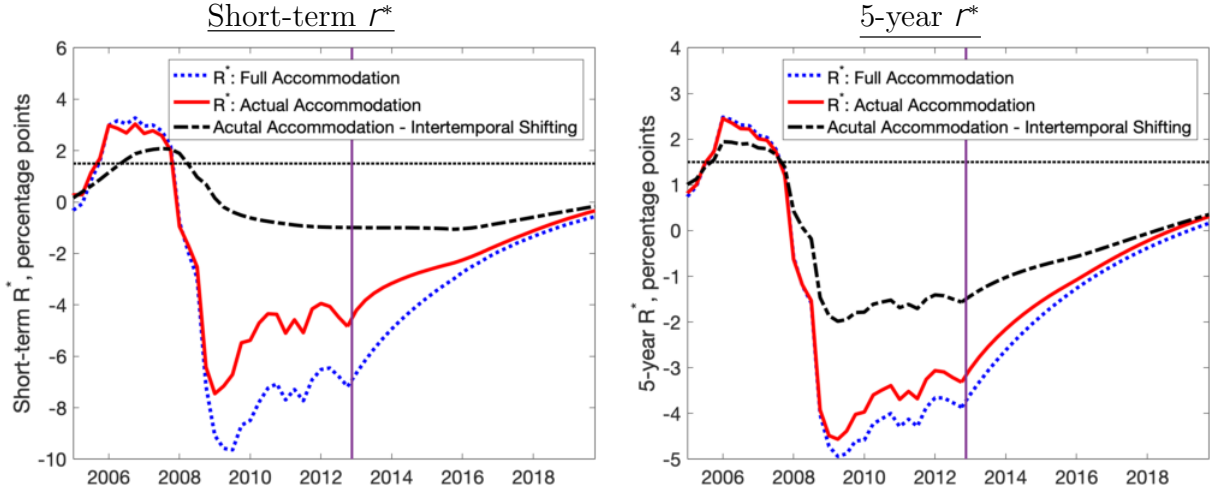 Short-term r*
6
4
2
0
-2
-4
-6
-8
-10
Short-term R*, percentage points
R*: Full Accommodation
R*: Actual Accommodation
Acutal Accommodation - Intertemporal Shifting
2006 2008 2010 2012 2014 2016 2018
5-year r*
4
3
2
1
0
-1
-2
-3
-4
-5
5-year R*, percentage points
R*: Full Accommodation
R*: Actual Accommodation
Acutal Accommodation - Intertemporal Shifting
2006 2008 2010 2012 2014 2016 2018